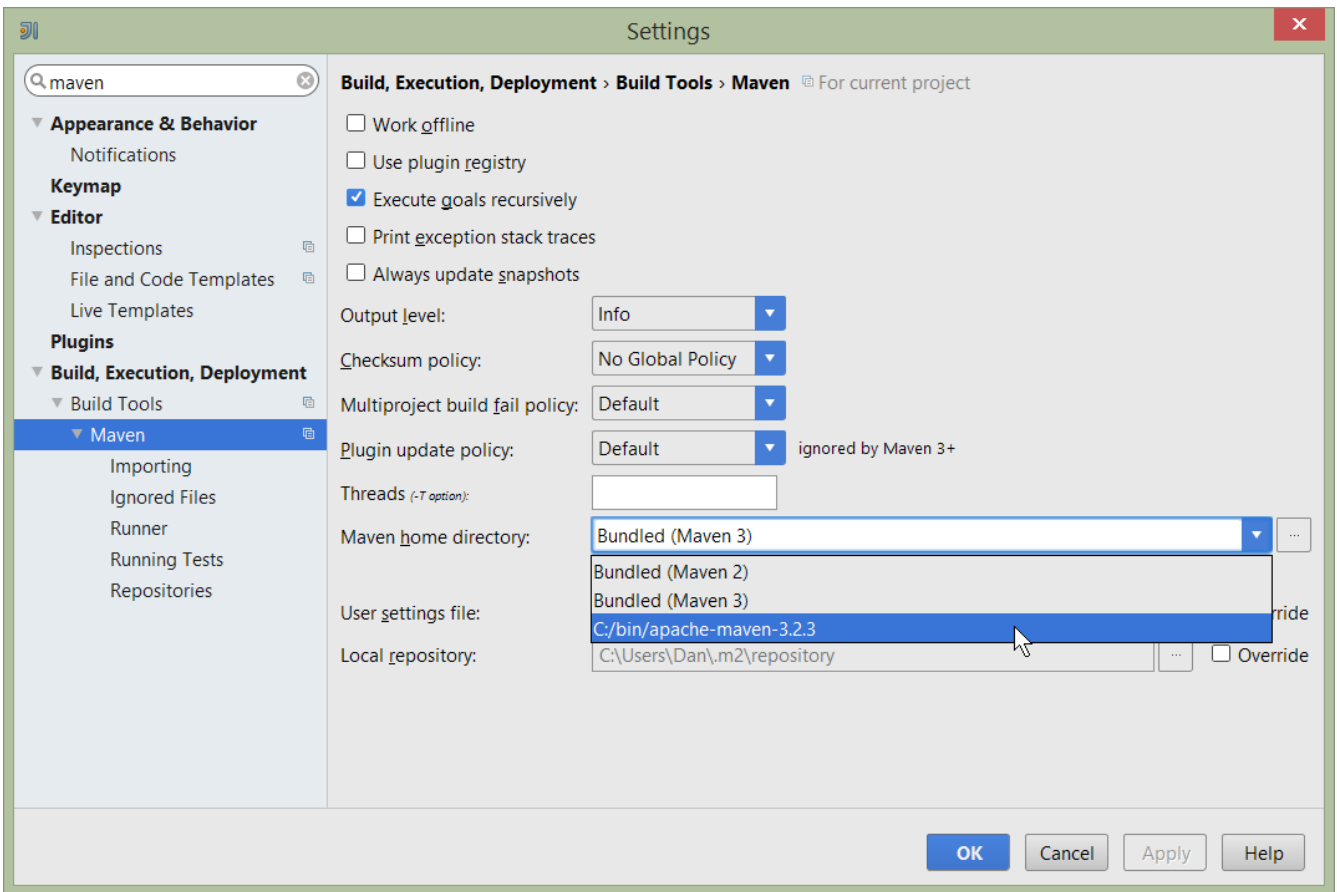 Settings
maven
Appearance & Behavior
Notifications
Keymap
Editor
Inspections
File and Code Templates
Live Templates
Plugins
Build, Execution, Deployment
Build Tools
Maven
Importing
Ignored Files
Runner
Running Tests
Repositories
Build, Execution, Deployment › Build Tools › Maven For current project
Work offline
Use plugin registry
Execute goals recursively
Print exception stack traces
Always update snapshots
Output level: Info
Checksum policy: No Global Policy
Multiproject build fail policy: Default
Plugin update policy: Default ignored by Maven 3+
Threads (-T option):
Maven home directory: Bundled (Maven 3) ...
Bundled (Maven 2)
Bundled (Maven 3)
C:/bin/apache-maven-3.2.3
User settings file: rride
Local repository: C:\Users\Dan\.m2\repository ... Override
OK Cancel Apply Help